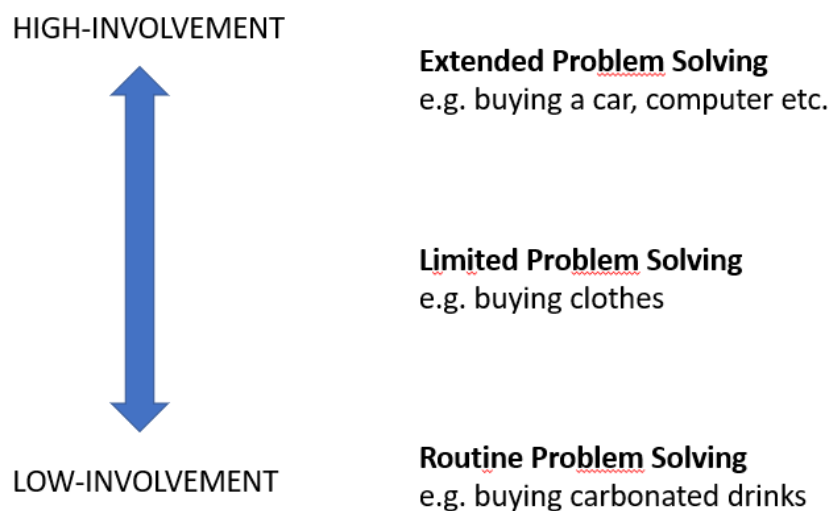 HIGH-INVOLVEMENT
Extended Problem Solving
e.g. buying a car, computer etc.
Limited Problem Solving
e.g. buying clothes
Routine Problem Solving
LOW-INVOLVEMENT
e.g. buying carbonated drinks